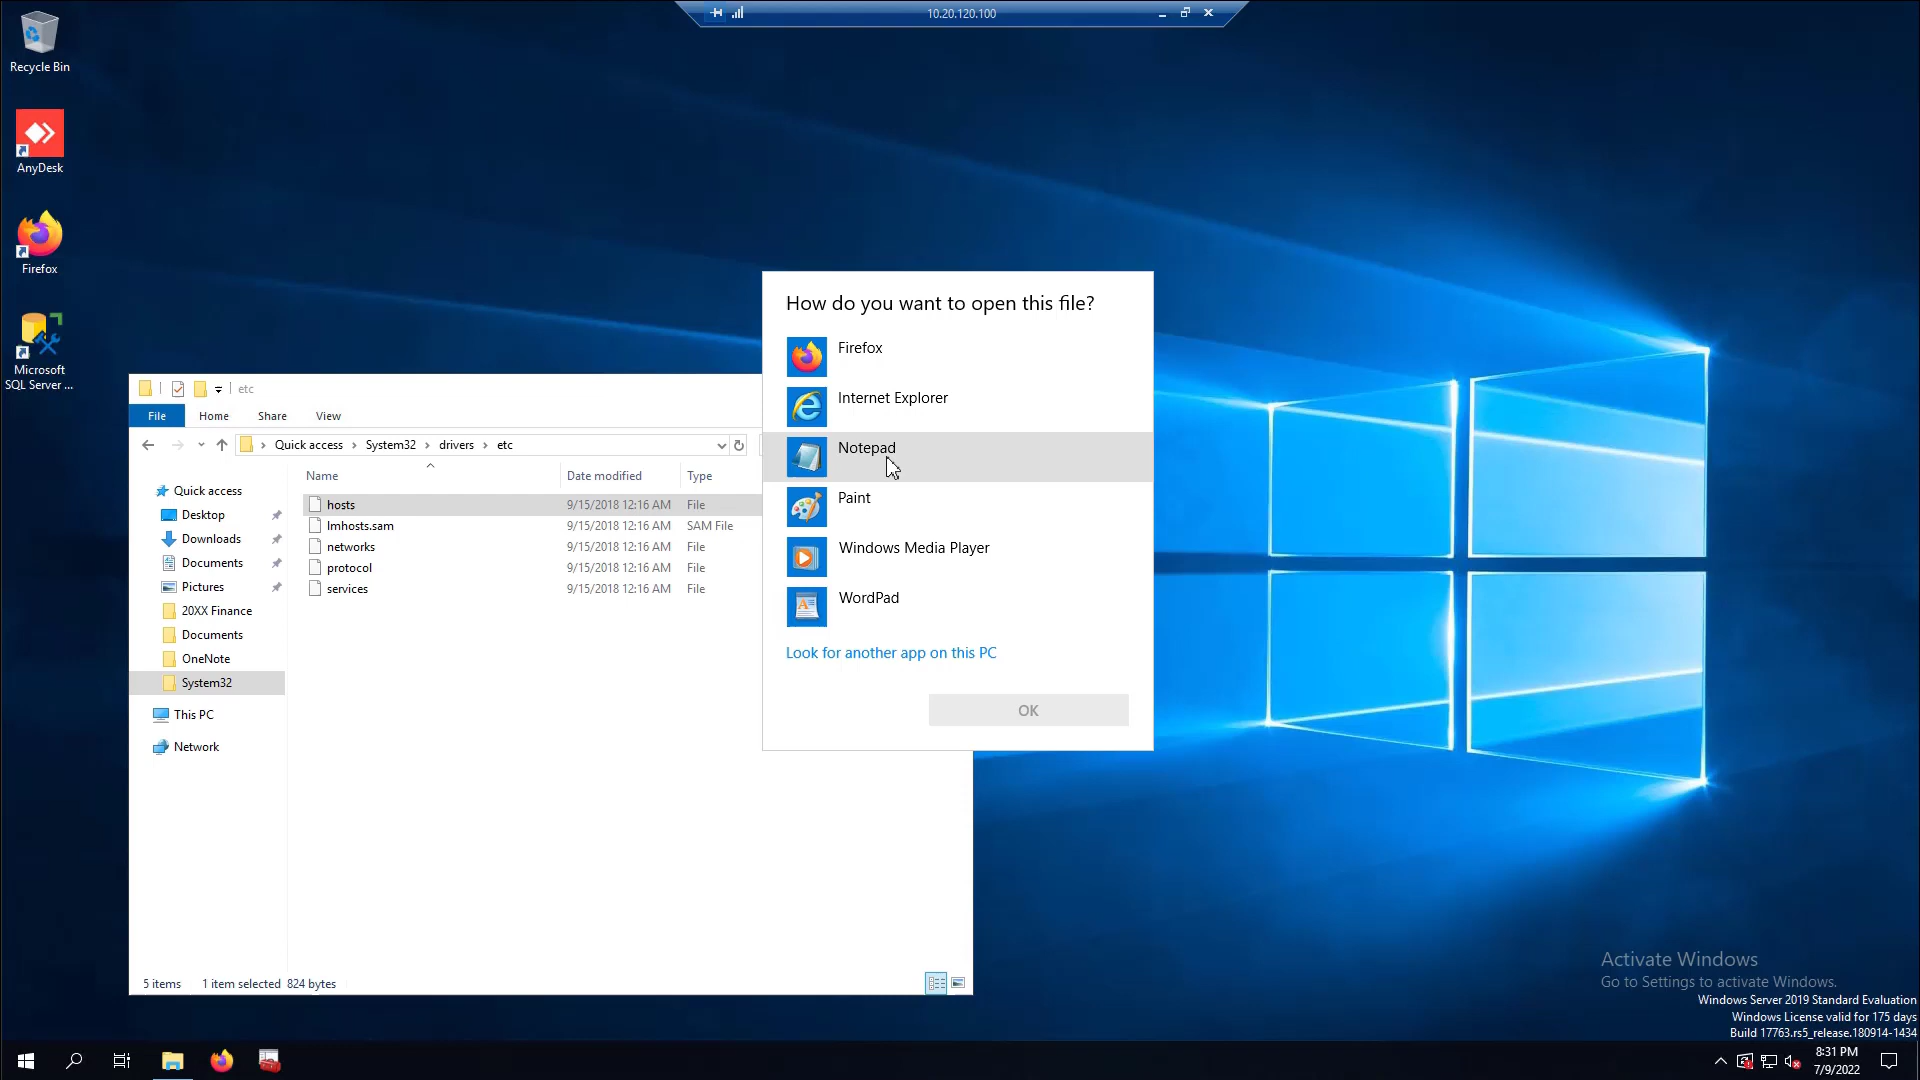 10.20.120.100
Recycle Bin
AnyDesk
Firefox
Microsoft
SQL Server ...
etc
File Home Share View
Quick access System32 drivers etc
Name Date modified Type
Quick access
Desktop
Downloads
Documents
Pictures
20XX Finance
Documents
OneNote
System32
This PC
Network
hosts 9/15/2018 12:16 AM File
lmhosts.sam 9/15/2018 12:16 AM SAM File
networks 9/15/2018 12:16 AM File
protocol 9/15/2018 12:16 AM File
services 9/15/2018 12:16 AM File
5 items 1 item selected 824 bytes
How do you want to open this file?
Firefox
Internet Explorer
Notepad
Paint
Windows Media Player
WordPad
Look for another app on this PC
OK
Activate Windows
Go to Settings to activate Windows.
Windows Server 2019 Standard Evaluation
Windows License valid for 175 days
Build 17763.rs5_release.180914-1434
8:31 PM
7/9/2022